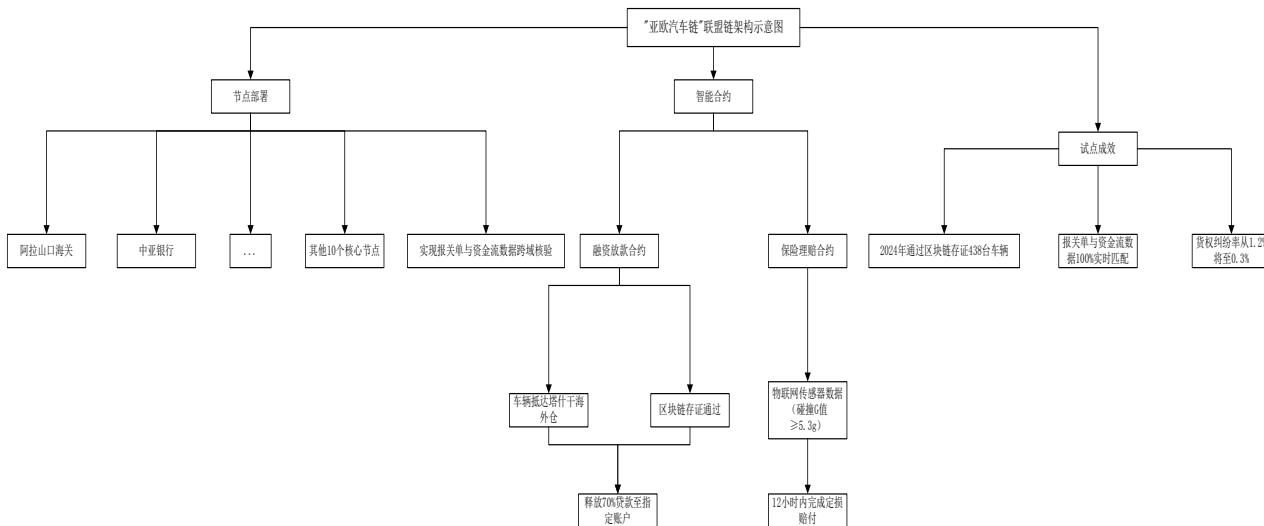 "亚欧汽车链"联盟链架构示意图
节点部署
智能合约
试点成效
阿拉山口海关
中亚银行
...
其他10个核心节点
实现报关单与资金流数据跨域核验
融资放款合约
保险理赔合约
2024年通过区块链存证438台车辆
报关单与资金流数
据100%实时匹配
货权纠纷率从1.2%
将至0.3%
车辆抵达塔什干海
外仓
区块链存证通过
物联网传感器数据
（碰撞G值
≥5.3g）
释放70%贷款至指
定账户
12小时内完成定损
赔付